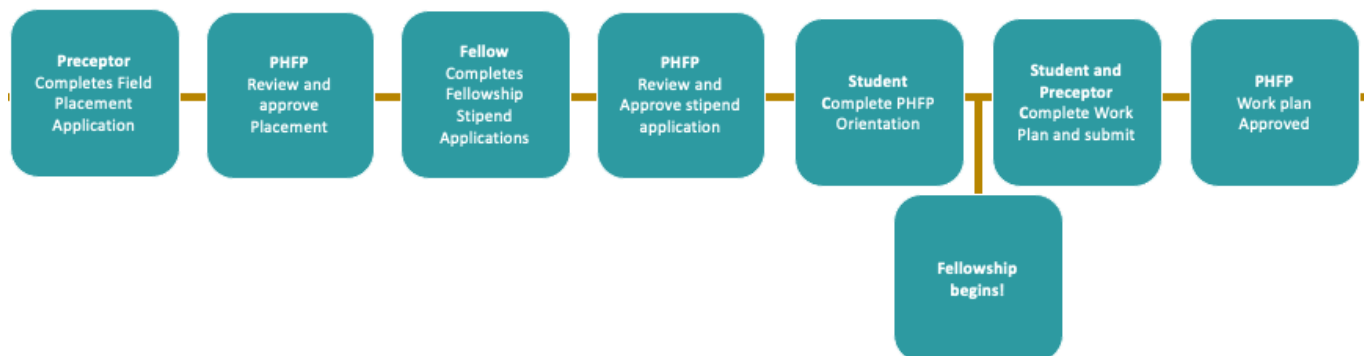 Preceptor
Completes Field
Placement
Application
PHFP
Review and
approve
Placement
Fellow
Completes
Fellowship
Stipend
Applications
PHFP
Review and
Approve stipend
application
Student
Complete PHFP
Orientation
Fellowship
begins!
Student and
Preceptor
Complete Work
Plan and submit
PHFP
Work plan
Approved